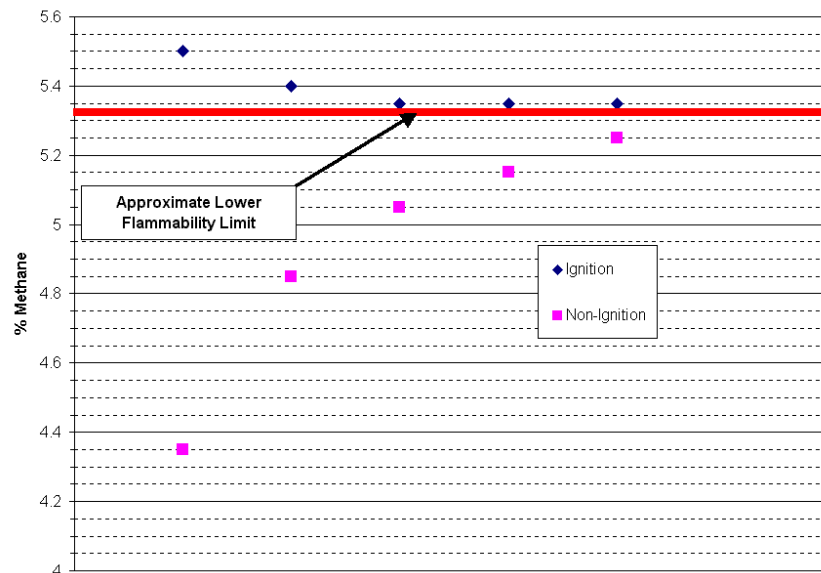 5.6
5.4
5.2
5
4.8
4.6
4.4
4.2
4
% Methane
Approximate Lower
Flammability Limit
Ignition
Non-Ignition